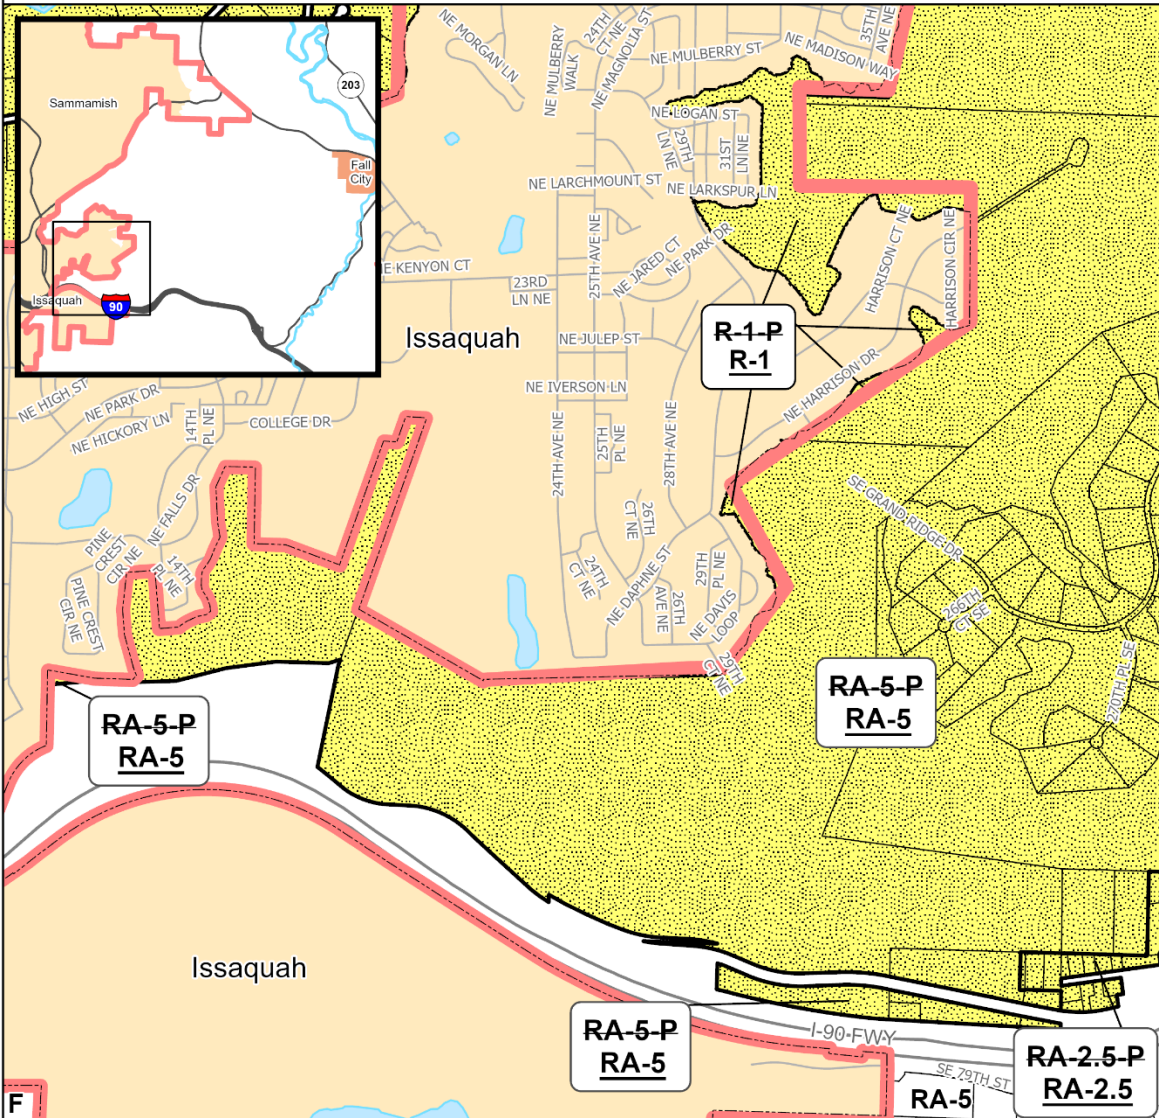 NE MORGAN LN
NE MULBERRY
WALK
24TH
CT NE
NE MAGNOLIA ST
NE MULBERRY ST
NE MADISON WAY
35TH
AVE NE
Sammamish
203
Fall
City
Issaquah
90
NE LOGAN ST
29TH
LN NE
31ST
LN NE
NE LARCHMOUNT ST
NE LARKSPUR LN
NE PARK DR
NE JARED CT
25TH AVE NE
HARRISON CT NE
HARRISON CIR NE
E KENYON CT
23RD
LN NE
Issaquah
NE JULEP ST
R-1-P
R-1
NE IVERSON LN
NE HARRISON DR
NE HIGH ST
NE PARK DR
NE HICKORY LN
14TH
PL NE
COLLEGE DR
24TH AVE NE
25TH
PL NE
28TH AVE NE
NE FALLS DR
PINE
CREST
CIR NE
14TH
PL NE
PINE CREST
CIR NE
26TH
CT NE
SE GRAND RIDGE DR
24TH
CT NE
NE DAPHNE ST
29TH
PL NE
26TH
AVE NE
NE DAVIS
LOOP
29TH
CT NE
266TH
CT SE
270TH PL SE
RA-5-P
RA-5
RA-5-P
RA-5
Issaquah
RA-5-P
RA-5
I-90 FWY
RA-2.5-P
RA-2.5
SE 79TH ST
RA-5
F